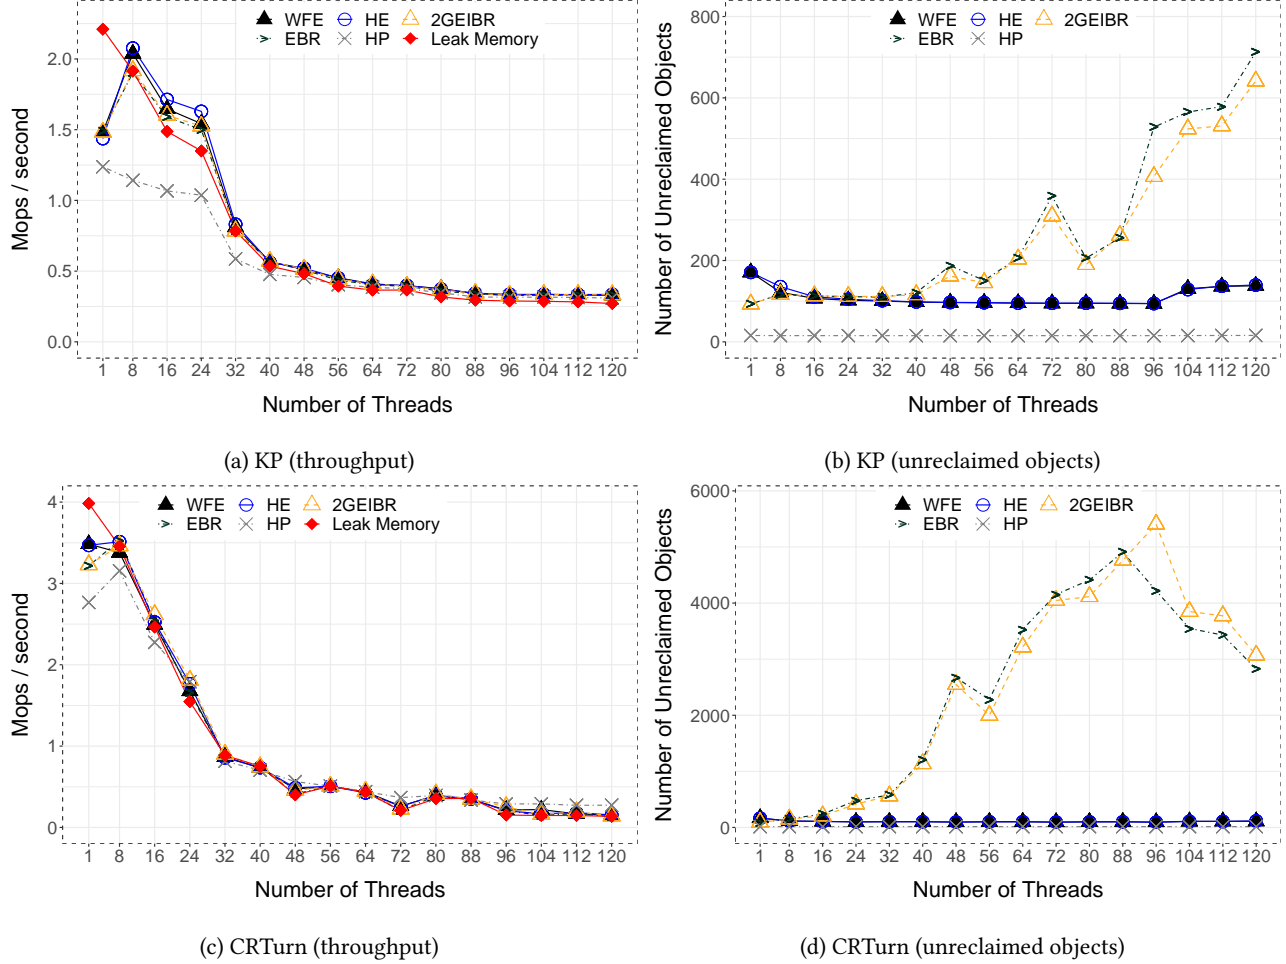 WFE HE 2GEIBR
EBR HP Leak Memory
Mops / second
2.0
1.5
1.0
0.5
0.0
1 8 16 24 32 40 48 56 64 72 80 88 96 104 112 120
Number of Threads
(a) KP (throughput)
WFE HE 2GEIBR
EBR HP
Number of Unreclaimed Objects
800
600
400
200
0
1 8 16 24 32 40 48 56 64 72 80 88 96 104 112 120
Number of Threads
(b) KP (unreclaimed objects)
WFE HE 2GEIBR
EBR HP Leak Memory
Mops / second
4
3
2
1
0
1 8 16 24 32 40 48 56 64 72 80 88 96 104 112 120
Number of Threads
(c) CRTurn (throughput)
WFE HE 2GEIBR
EBR HP
Number of Unreclaimed Objects
6000
4000
2000
0
1 8 16 24 32 40 48 56 64 72 80 88 96 104 112 120
Number of Threads
(d) CRTurn (unreclaimed objects)